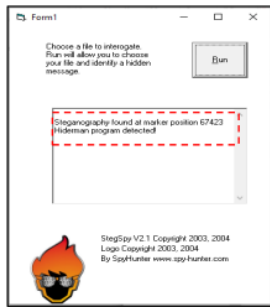 Form1
Choose a file to interogate.
Run will allow you to choose
your file and identify a hidden
message.
Run
Steganography found at marker position 67423
Hiderman program detected!
StegSpy V2.1 Copyright 2003, 2004
Logo Copyright 2003, 2004
By SpyHunter www.spy-hunter.com